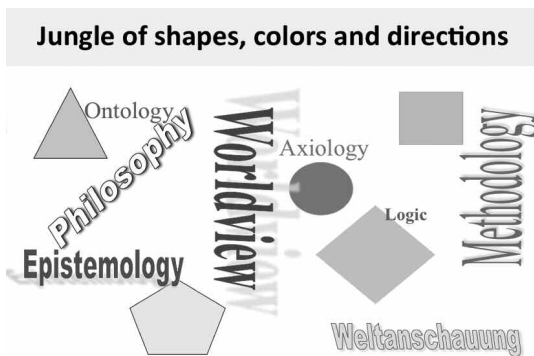 Jungle of shapes, colors and directions
Ontology
Philosophy
Worldview
Axiology
Methodology
Logic
Epistemology
Weltanschauung